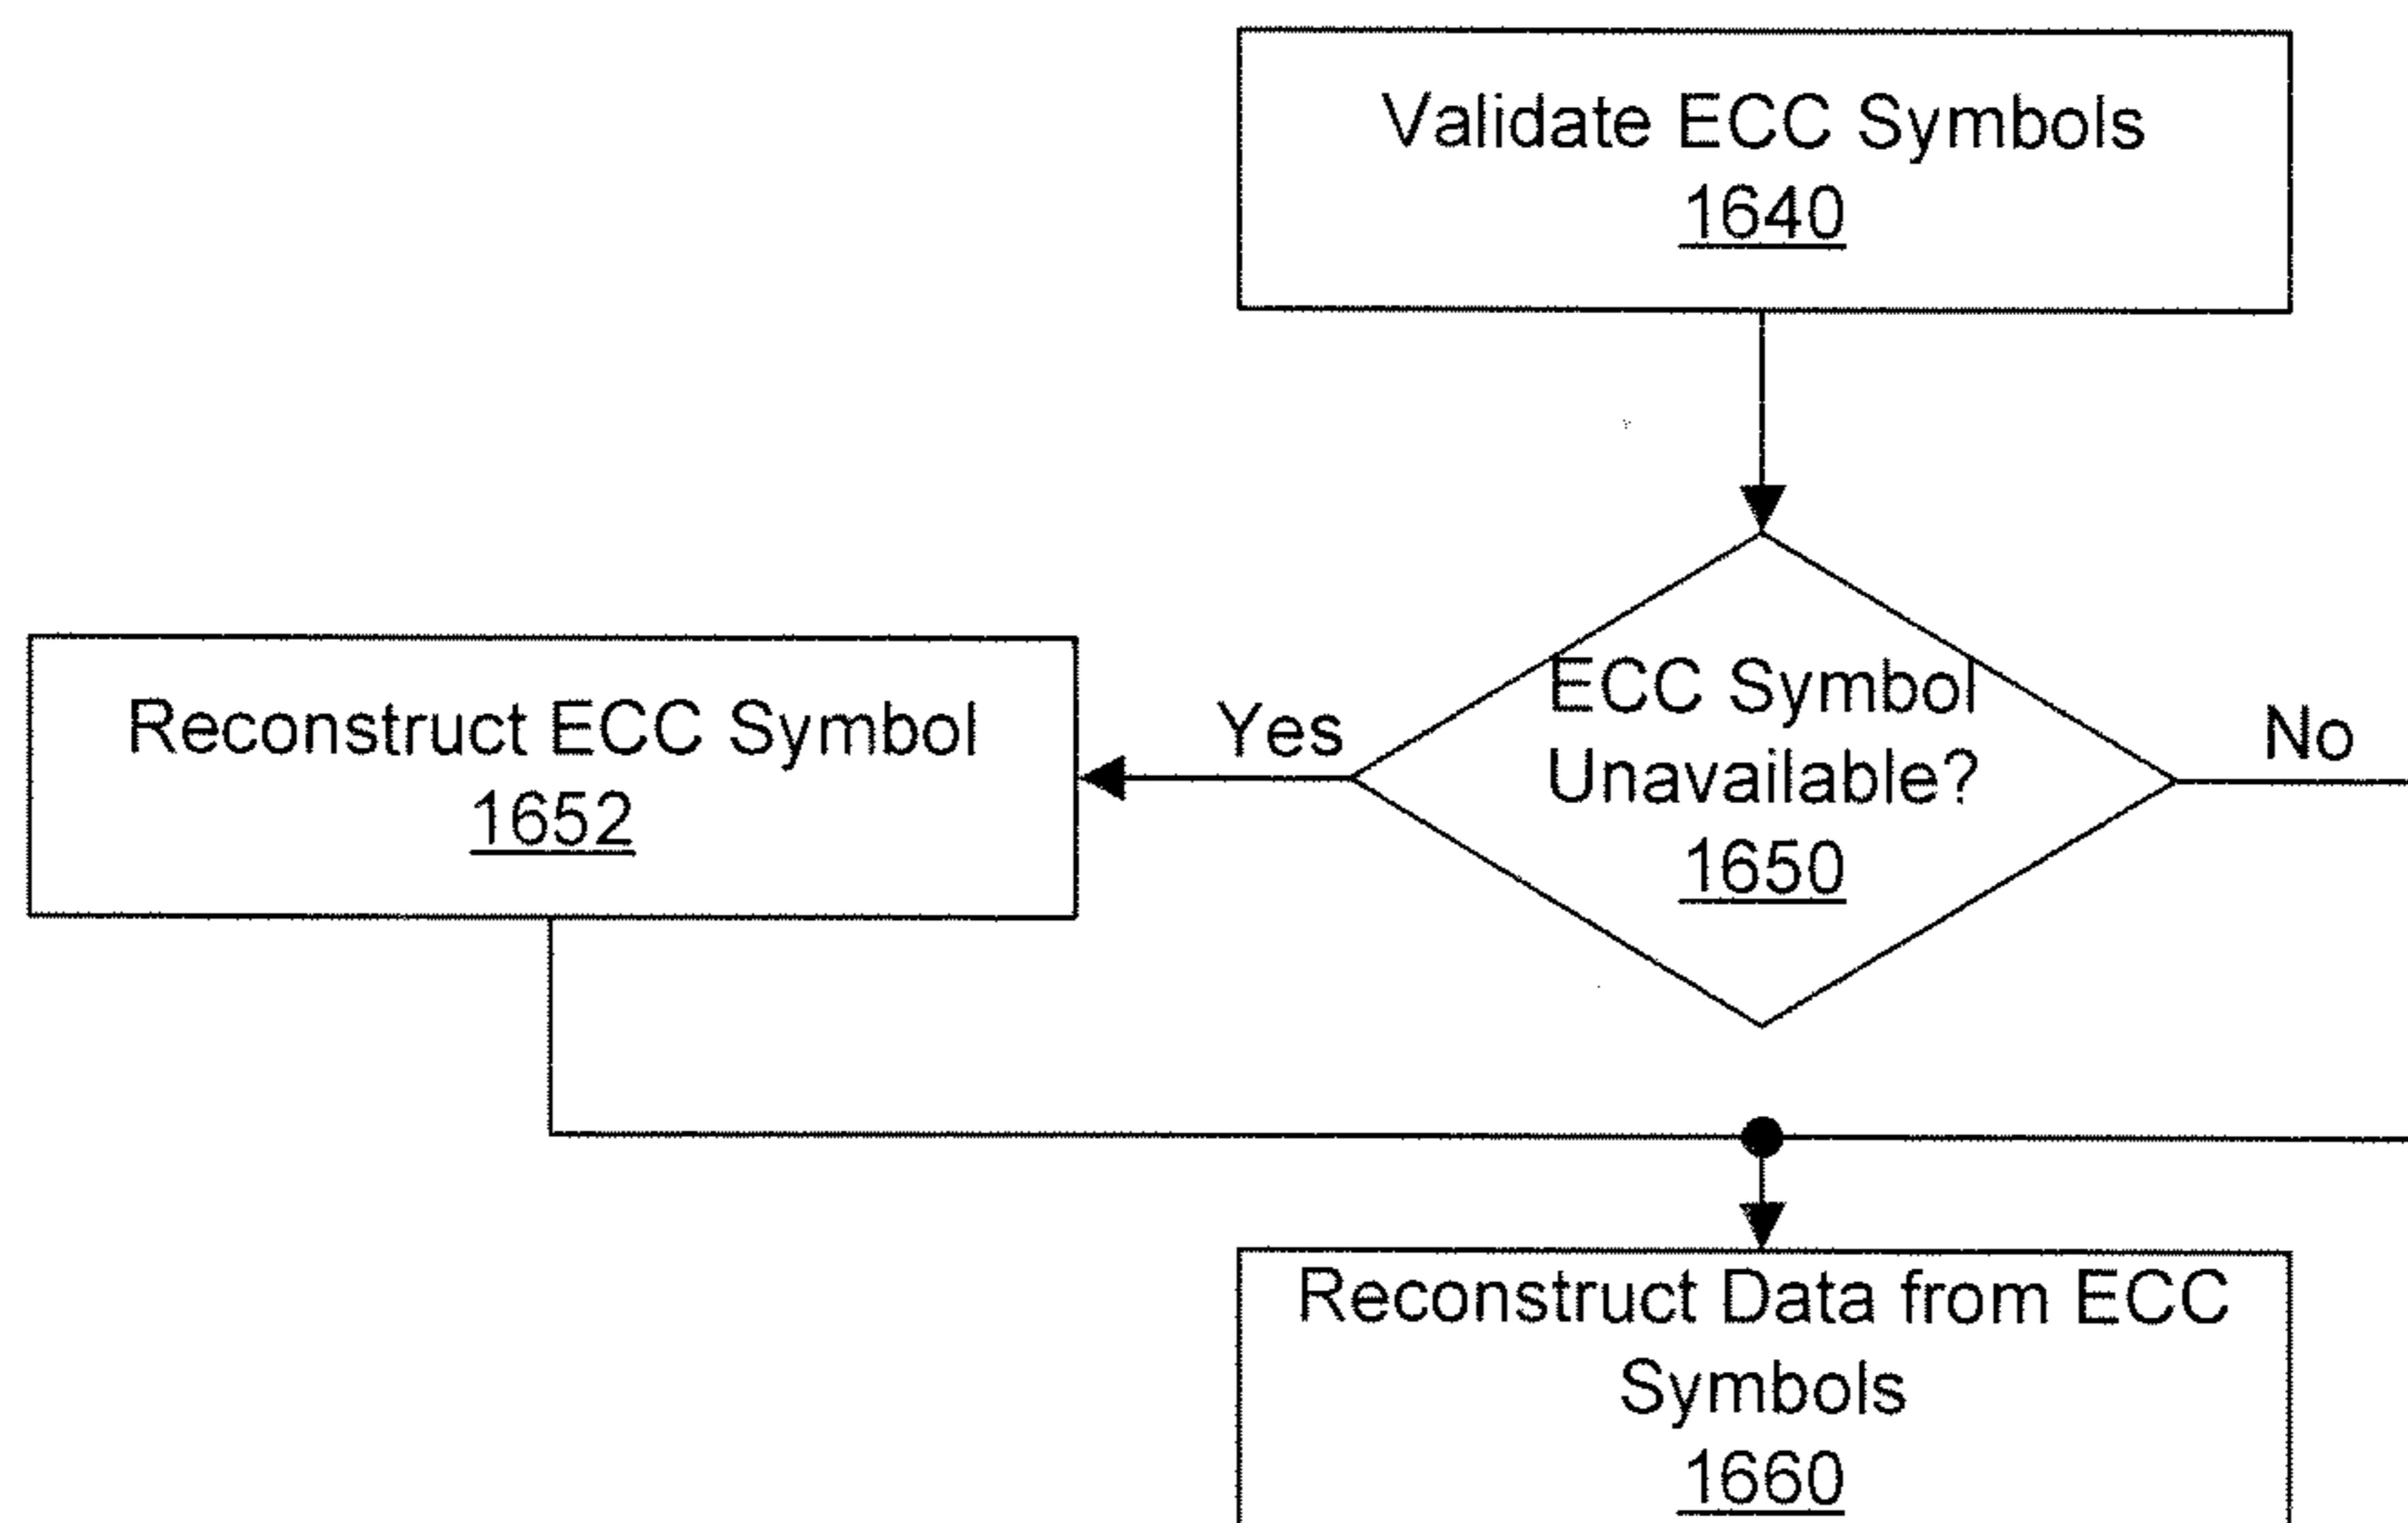 Validate ECC Symbols
1640
ECC Symbol
Unavailable?
1650
Yes
No
Reconstruct ECC Symbol
1652
Reconstruct Data from ECC
Symbols
1660